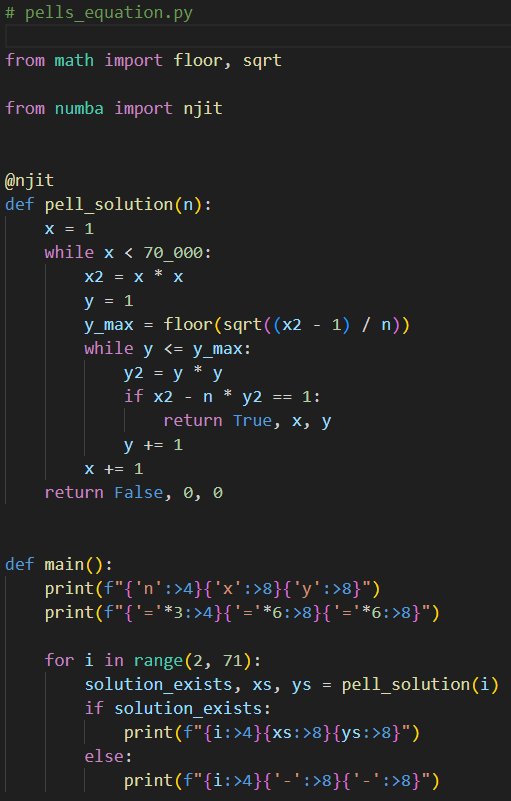 # pells_equation.py

from math import floor, sqrt

from numba import njit


@njit
def pell_solution(n):
    x = 1
    while x < 70_000:
        x2 = x * x
        y = 1
        y_max = floor(sqrt((x2 - 1) / n))
        while y <= y_max:
            y2 = y * y
            if x2 - n * y2 == 1:
                return True, x, y
            y += 1
        x += 1
    return False, 0, 0


def main():
    print(f"{'n':>4}{'x':>8}{'y':>8}")
    print(f"{'='*3:>4}{'='*6:>8}{'='*6:>8}")

    for i in range(2, 71):
        solution_exists, xs, ys = pell_solution(i)
        if solution_exists:
            print(f"{i:>4}{xs:>8}{ys:>8}")
        else:
            print(f"{i:>4}{'-':>8}{'-':>8}")